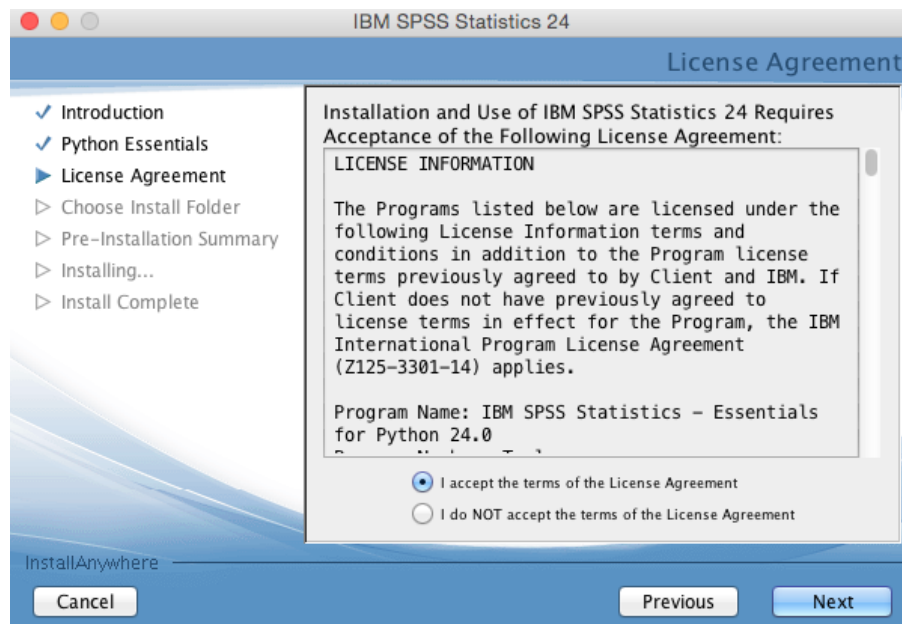 IBM SPSS Statistics 24
License Agreement
Introduction
Python Essentials
License Agreement
Choose Install Folder
Pre-Installation Summary
Installing...
Install Complete
Installation and Use of IBM SPSS Statistics 24 Requires
Acceptance of the Following License Agreement:
LICENSE INFORMATION
The Programs listed below are licensed under the
following License Information terms and
conditions in addition to the Program license
terms previously agreed to by Client and IBM. If
Client does not have previously agreed to
license terms in effect for the Program, the IBM
International Program License Agreement
(Z125-3301-14) applies.
Program Name: IBM SPSS Statistics - Essentials
for Python 24.0
I accept the terms of the License Agreement
I do NOT accept the terms of the License Agreement
InstallAnywhere
Cancel
Previous
Next